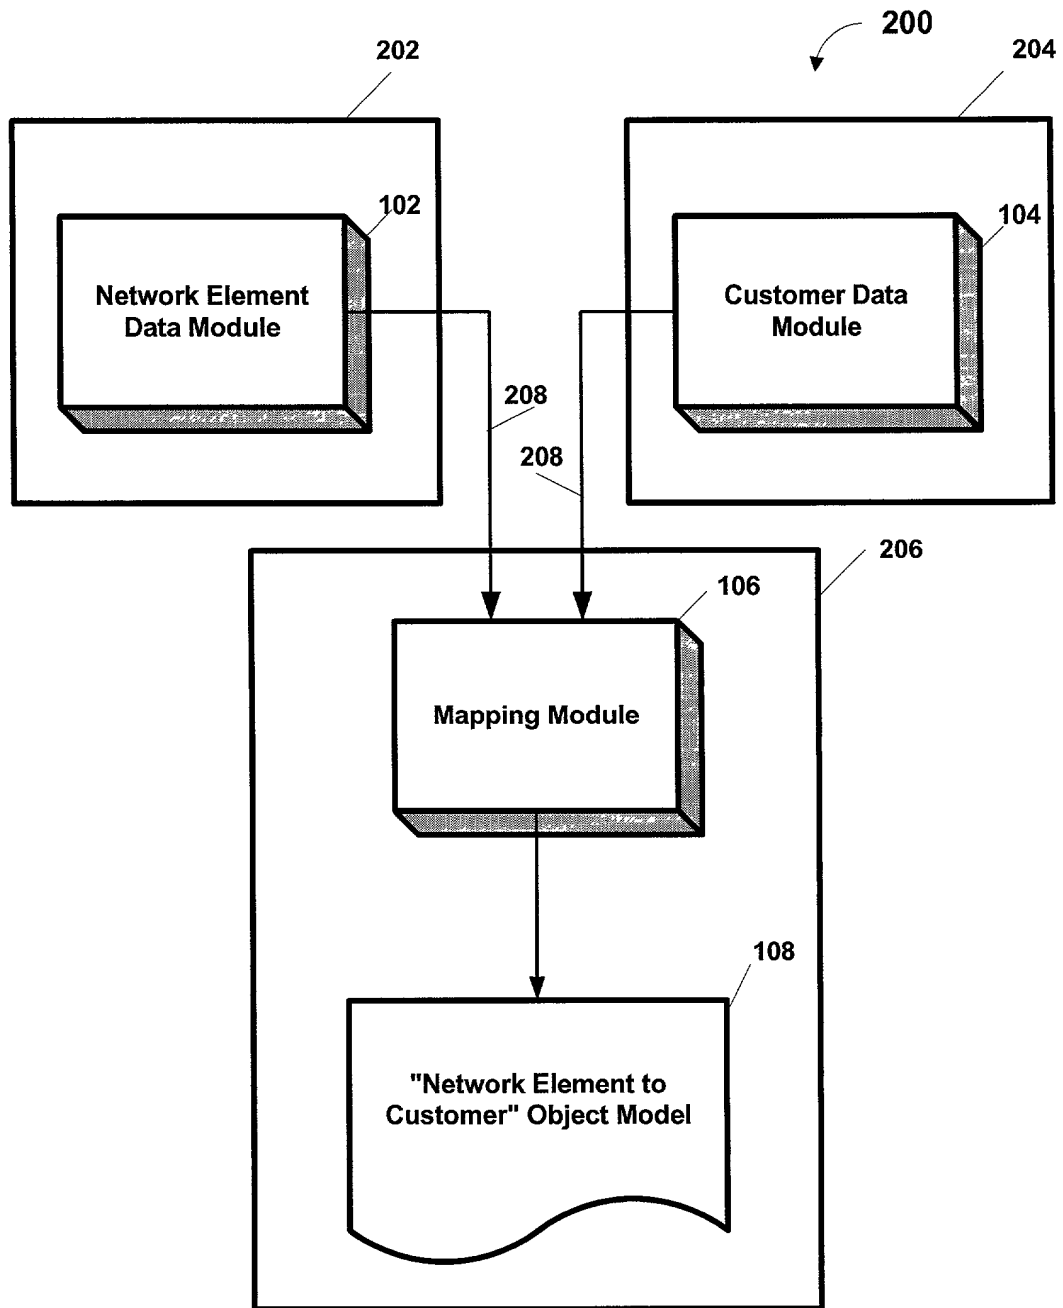 200
202
204
102
104
Network Element
Data Module
Customer Data
Module
208
208
206
106
Mapping Module
108
"Network Element to
Customer" Object Model